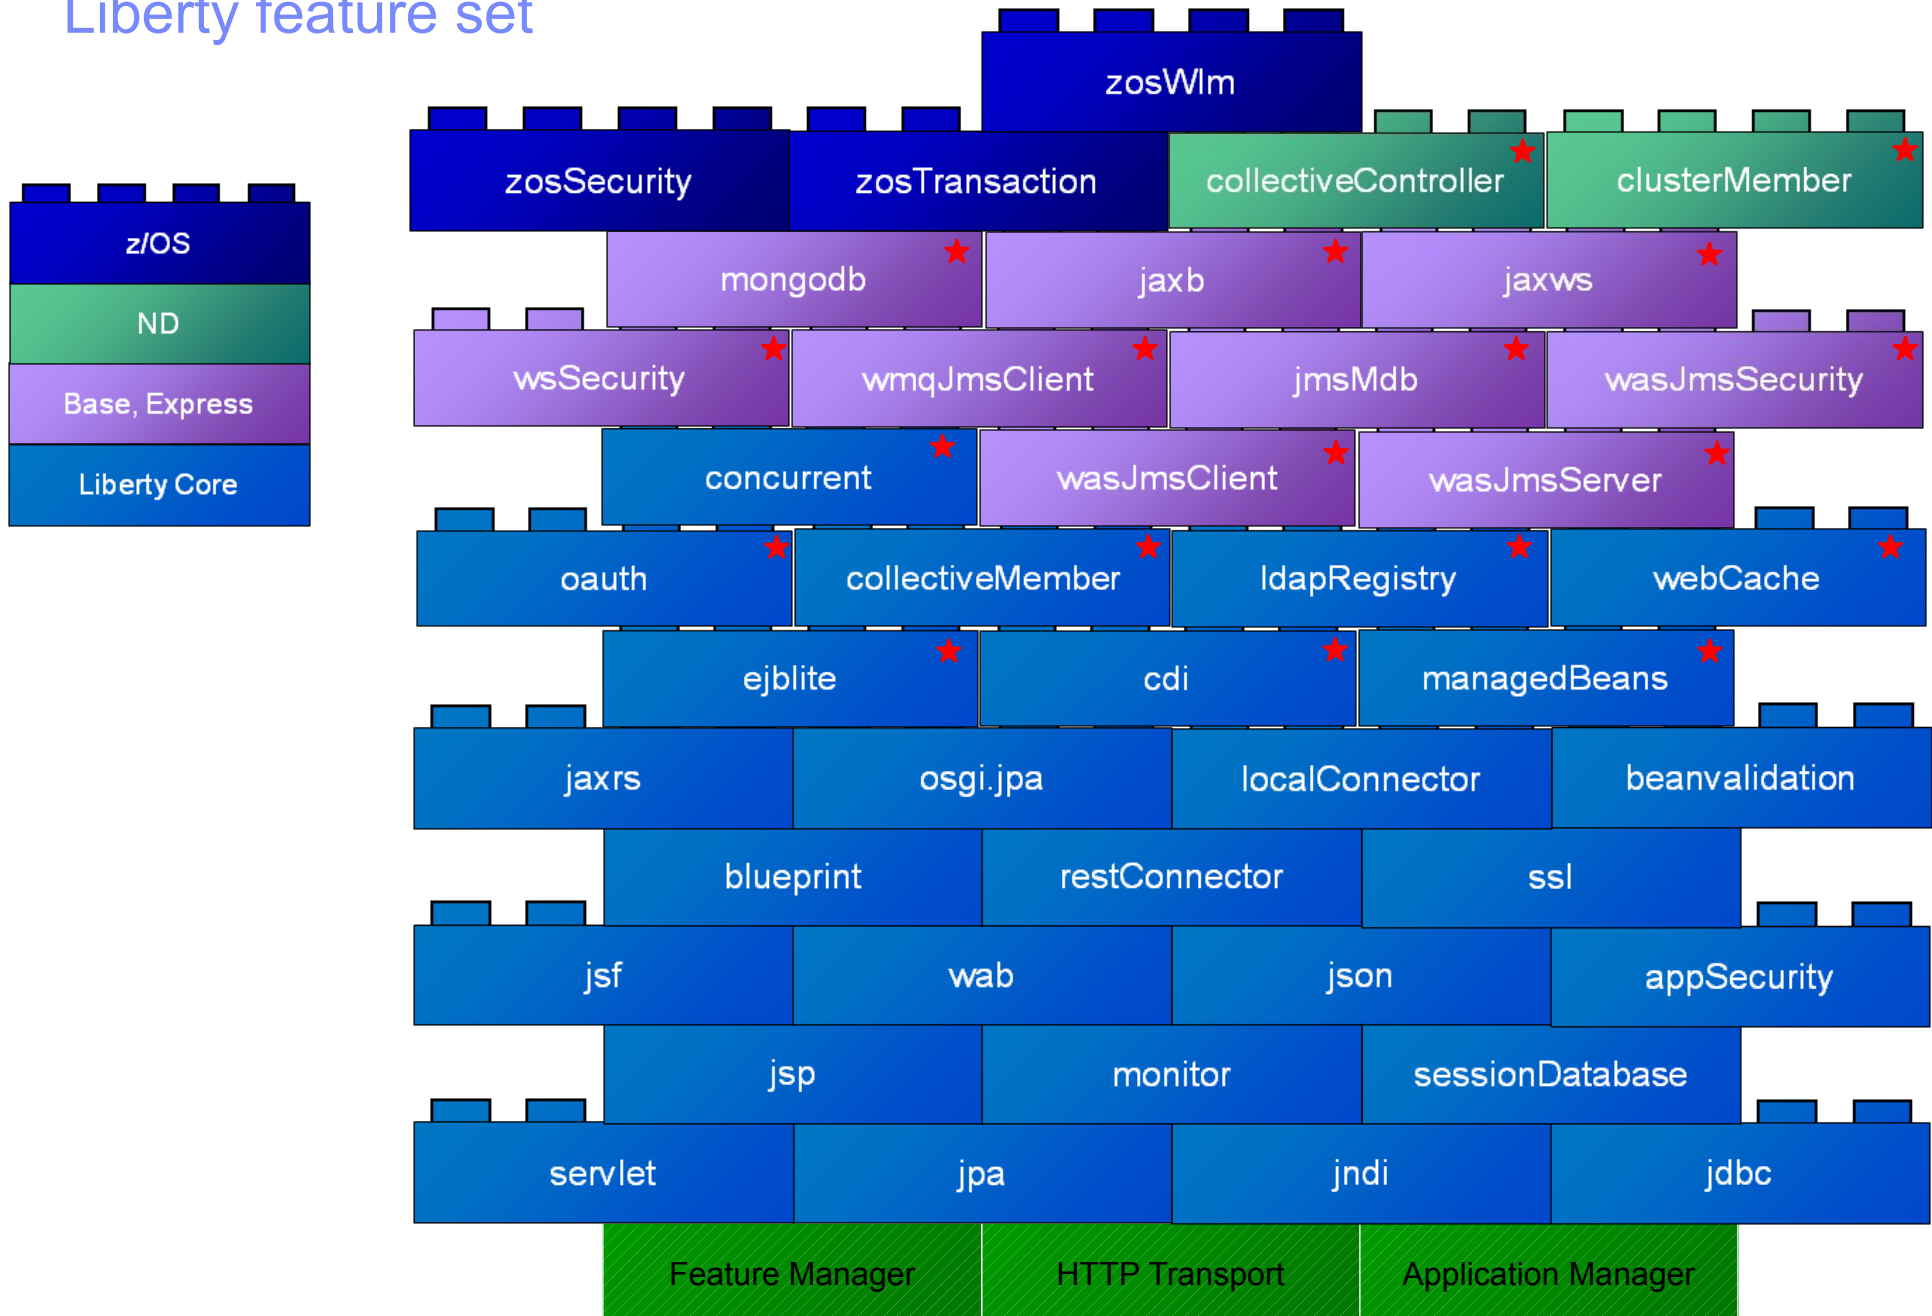 Liberty feature set
zosWlm
zosSecurity
zosTransaction
collectiveController
clusterMember
z/OS
ND
Base, Express
Liberty Core
mongodb
jaxb
jaxws
wsSecurity
wmqJmsClient
jmsMdb
wasJmsSecurity
concurrent
wasJmsClient
wasJmsServer
oauth
collectiveMember
ldapRegistry
webCache
ejblite
cdi
managedBeans
jaxrs
osgi.jpa
localConnector
beanvalidation
blueprint
restConnector
ssl
jsf
wab
json
appSecurity
jsp
monitor
sessionDatabase
servlet
jpa
jndi
jdbc
Feature Manager
HTTP Transport
Application Manager